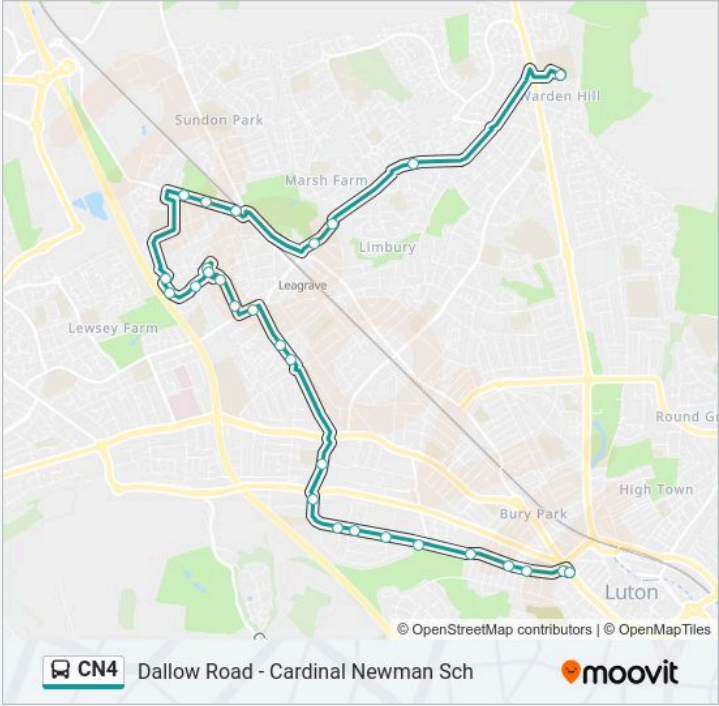 Warden Hill
Sundon Park
Marsh Farm
Limbury
Leagrave
Lewsey Farm
Round Gr
High Town
Bury Park
Luton
© OpenStreetMap contributors | © OpenMapTiles
CN4 Dallow Road - Cardinal Newman Sch
moovit